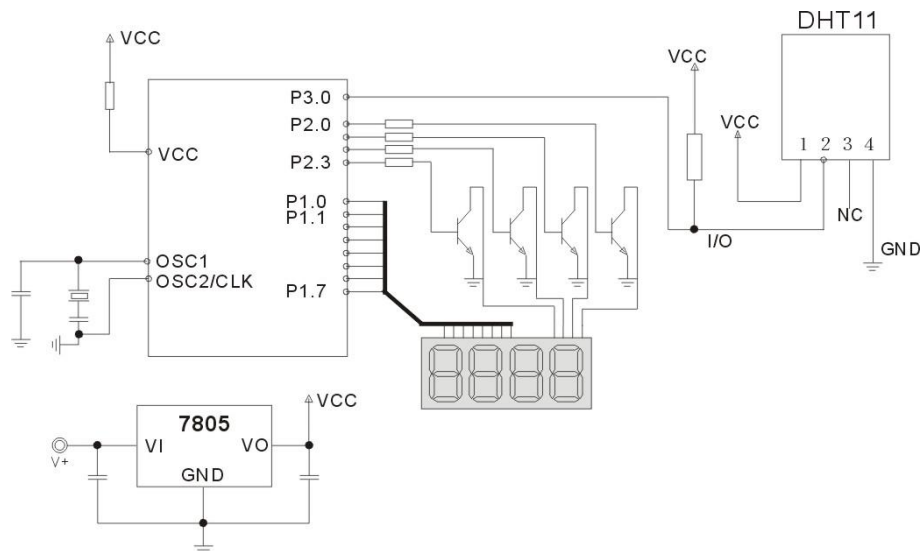 DHT11
VCC
VCC
VCC
1 2 3 4
NC
I/O
GND
VCC
P3.0
P2.0
P2.3
P1.0
P1.1
P1.7
OSC1
OSC2/CLK
7805
VI
VO
GND
V+
VCC